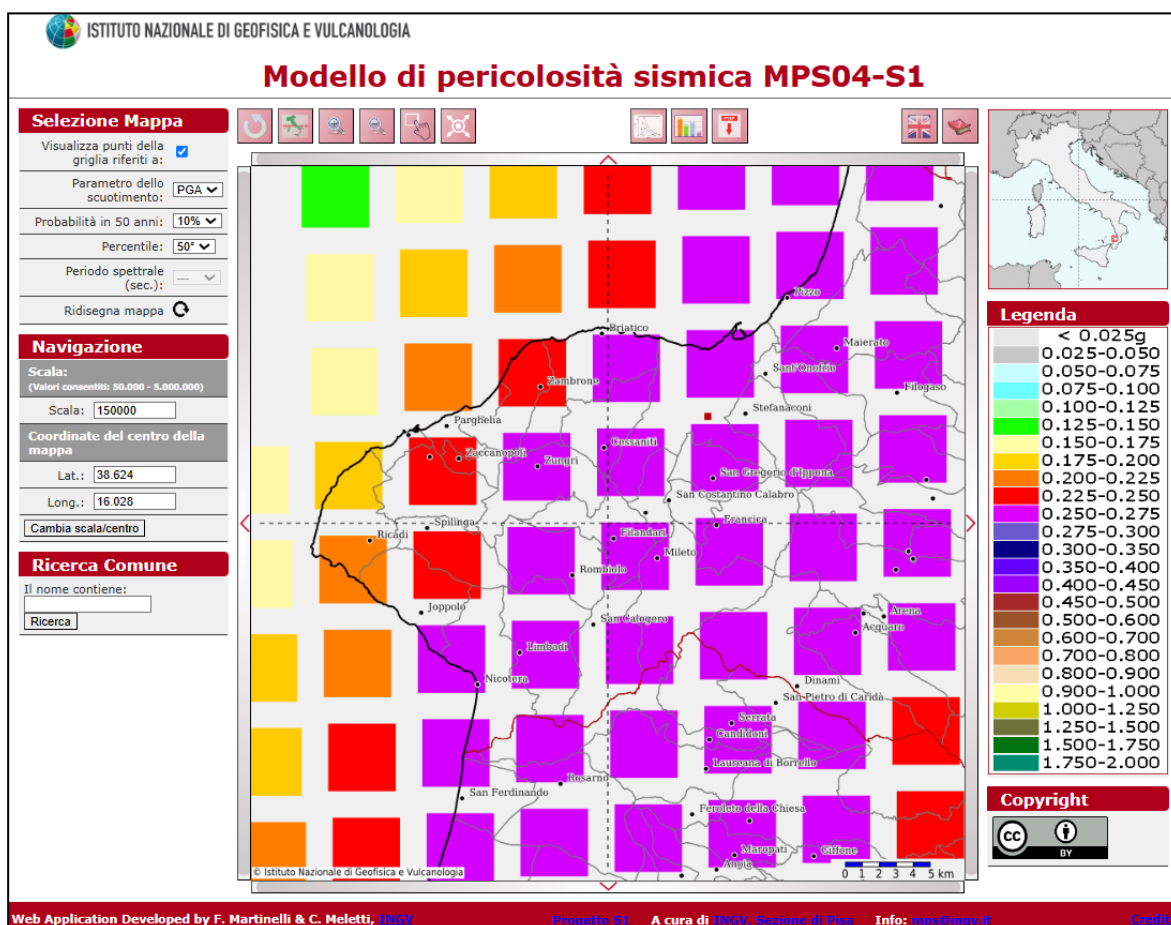 ISTITUTO NAZIONALE DI GEOFISICA E VULCANOLOGIA
Modello di pericolosità sismica MPS04-S1
Selezione Mappa
Visualizza punti della
griglia riferiti a:
Parametro dello
scuotimento: PGA
Probabilità in 50 anni: 10%
Percentile: 50°
Periodo spettrale
(sec.): ---
Ridisegna mappa
Navigazione
Scala:
(Valori consentiti: 50.000 - 5.000.000)
Scala: 150000
Coordinate del centro della
mappa
Lat.: 38.624
Long.: 16.028
Cambia scala/centro
Ricerca Comune
Il nome contiene:
Ricerca
PDF
Pizzo
Briatico
Maierato
Sant'Onofrio
Zambrone
Filogaso
Stefanaconi
Parghelia
Cessaniti
Zaccanopoli
Zungri
San Gregorio d'Ippona
San Costantino Calabro
Spilinga
Francica
Ricadi
Filandari
Mileto
Rombiolo
Joppolo
Arena
San Calogero
Acquaro
Limbadi
Nicotera
Dinami
San Pietro di Caridà
Serrata
Candidoni
Laureana di Borrello
Rosarno
San Ferdinando
Feroleto della Chiesa
Maropati
Giffone
Anoia
0 1 2 3 4 5 km
© Istituto Nazionale di Geofisica e Vulcanologia
Legenda
< 0.025g
0.025-0.050
0.050-0.075
0.075-0.100
0.100-0.125
0.125-0.150
0.150-0.175
0.175-0.200
0.200-0.225
0.225-0.250
0.250-0.275
0.275-0.300
0.300-0.350
0.350-0.400
0.400-0.450
0.450-0.500
0.500-0.600
0.600-0.700
0.700-0.800
0.800-0.900
0.900-1.000
1.000-1.250
1.250-1.500
1.500-1.750
1.750-2.000
Copyright
cc BY
Web Application Developed by F. Martinelli & C. Meletti, INGV Progetto S1 A cura di INGV, Sezione di Pisa Info: mps@ingv.it Credit